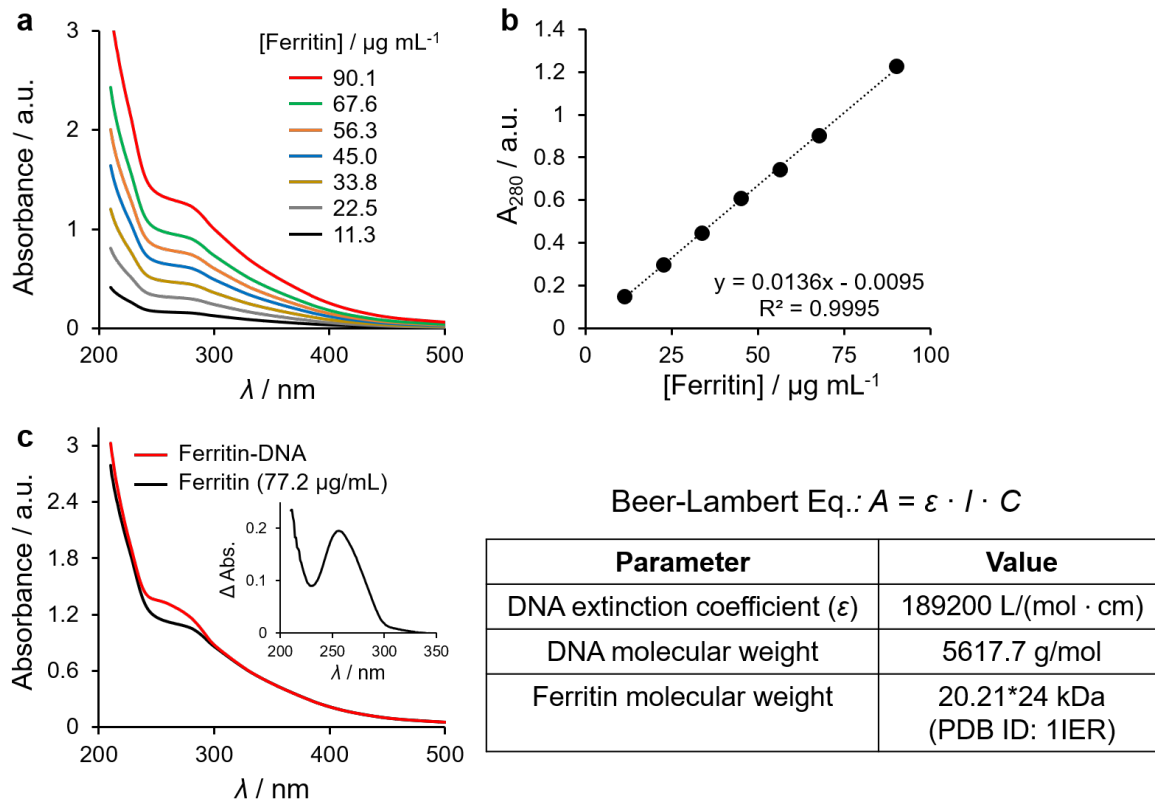 a
[Ferritin] / µg mL⁻¹
90.1
67.6
56.3
45.0
33.8
22.5
11.3
Absorbance / a.u.
3
2
1
0
200
300
400
500
λ / nm
b
A₂₈₀ / a.u.
1.4
1.2
1
0.8
0.6
0.4
0.2
0
0
25
50
75
100
y = 0.0136x - 0.0095
R² = 0.9995
[Ferritin] / µg mL⁻¹
c
Ferritin-DNA
Ferritin (77.2 µg/mL)
Absorbance / a.u.
3
2.4
1.8
1.2
0.6
0
200
300
400
500
λ / nm
Δ Abs.
0.2
0.1
0
200
250
300
350
λ / nm
Beer-Lambert Eq.: A = ε · l · C
Parameter
Value
DNA extinction coefficient (ε)
189200 L/(mol · cm)
DNA molecular weight
5617.7 g/mol
Ferritin molecular weight
20.21*24 kDa
(PDB ID: 1IER)